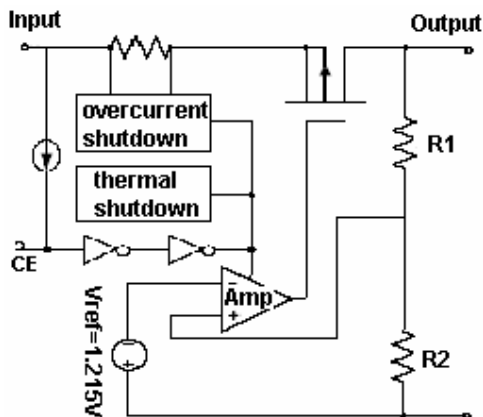 Input
Output
overcurrent
shutdown
R1
thermal
shutdown
CE
Vref=1.215V
Amp
R2